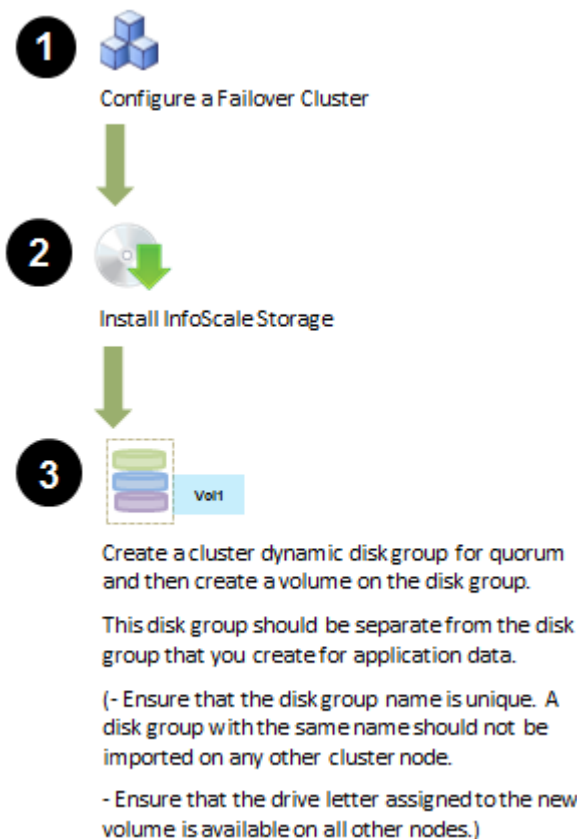 1
Configure a Failover Cluster
2
Install InfoScale Storage
3
Vol1
Create a cluster dynamic disk group for quorum
and then create a volume on the disk group.
This disk group should be separate from the disk
group that you create for application data.
(- Ensure that the disk group name is unique. A
disk group with the same name should not be
imported on any other cluster node.
- Ensure that the drive letter assigned to the new
volume is available on all other nodes.)